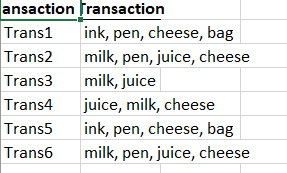 ansaction Transaction
Trans1 ink, pen, cheese, bag
Trans2 milk, pen, juice, cheese
Trans3 milk, juice
Trans4 juice, milk, cheese
Trans5 ink, pen, cheese, bag
Trans6 milk, pen, juice, cheese